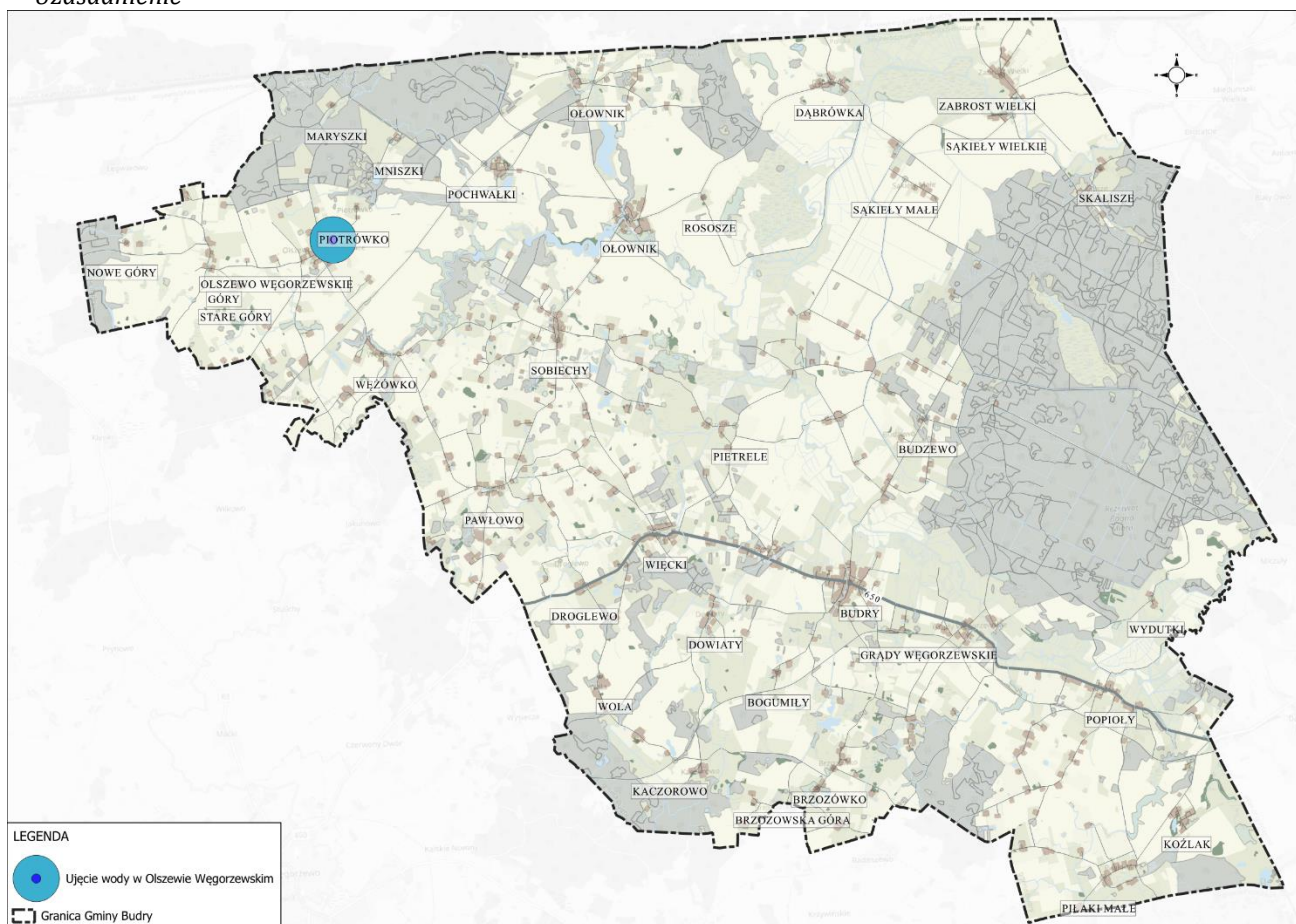 Uzasadnienie
ZABROST WIELKI
OŁOWNIK
DĄBRÓWKA
MARYSZKI
SĄKIEŁY WIELKIE
MNISZKI
POCHWAŁKI
SKALISZE
SĄKIEŁY MAŁE
ROSOSZE
PIOTRÓWKO
OŁOWNIK
NOWE GÓRY
OLSZEWO WĘGORZEWSKIE
GÓRY
STARE GÓRY
SOBIECHY
WĘŻÓWKO
BUDZEWO
PIETRELE
PAWŁOWO
WIĘCKI
650
BUDRY
DROGLEWO
WYDUTKI
DOWIATY
GRĄDY WĘGORZEWSKIE
BOGUMIŁY
WOLA
POPIOŁY
KACZOROWO
BRZOZÓWKO
BRZOZOWSKA GÓRA
KOŹLAK
PIŁAKI MAŁE
LEGENDA
Ujęcie wody w Olszewie Węgorzewskim
Granica Gminy Budry